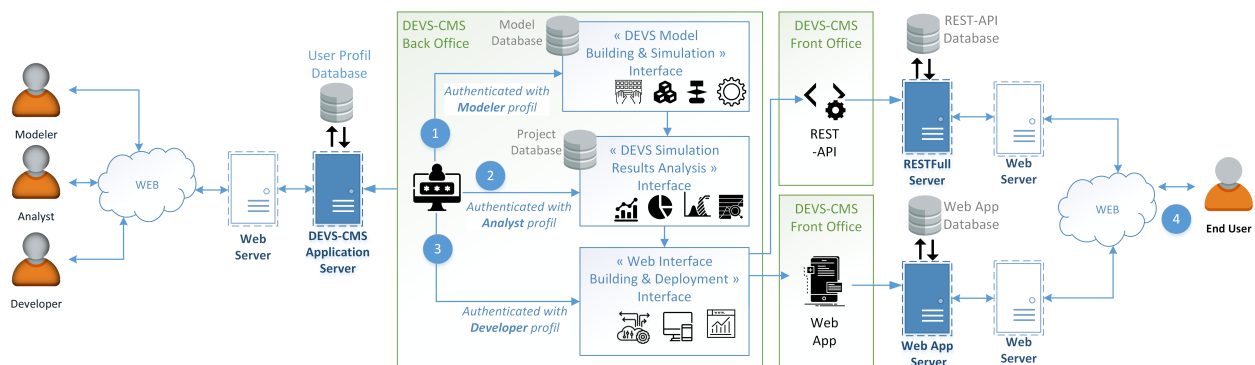 Modeler
Analyst
Developer
WEB
Web
Server
User Profil
Database
DEVS-CMS
Application
Server
DEVS-CMS
Back Office
Model
Database
« DEVS Model
Building & Simulation »
Interface
Authenticated with
Modeler profil
1
Project
Database
« DEVS Simulation
Results Analysis »
Interface
2
Authenticated with
Analyst profil
3
« Web Interface
Building & Deployment »
Interface
Authenticated with
Developer profil
DEVS-CMS
Front Office
REST
-API
DEVS-CMS
Front Office
Web
App
REST-API
Database
RESTFull
Server
Web
Server
Web App
Database
Web App
Server
Web
Server
WEB
4
End User